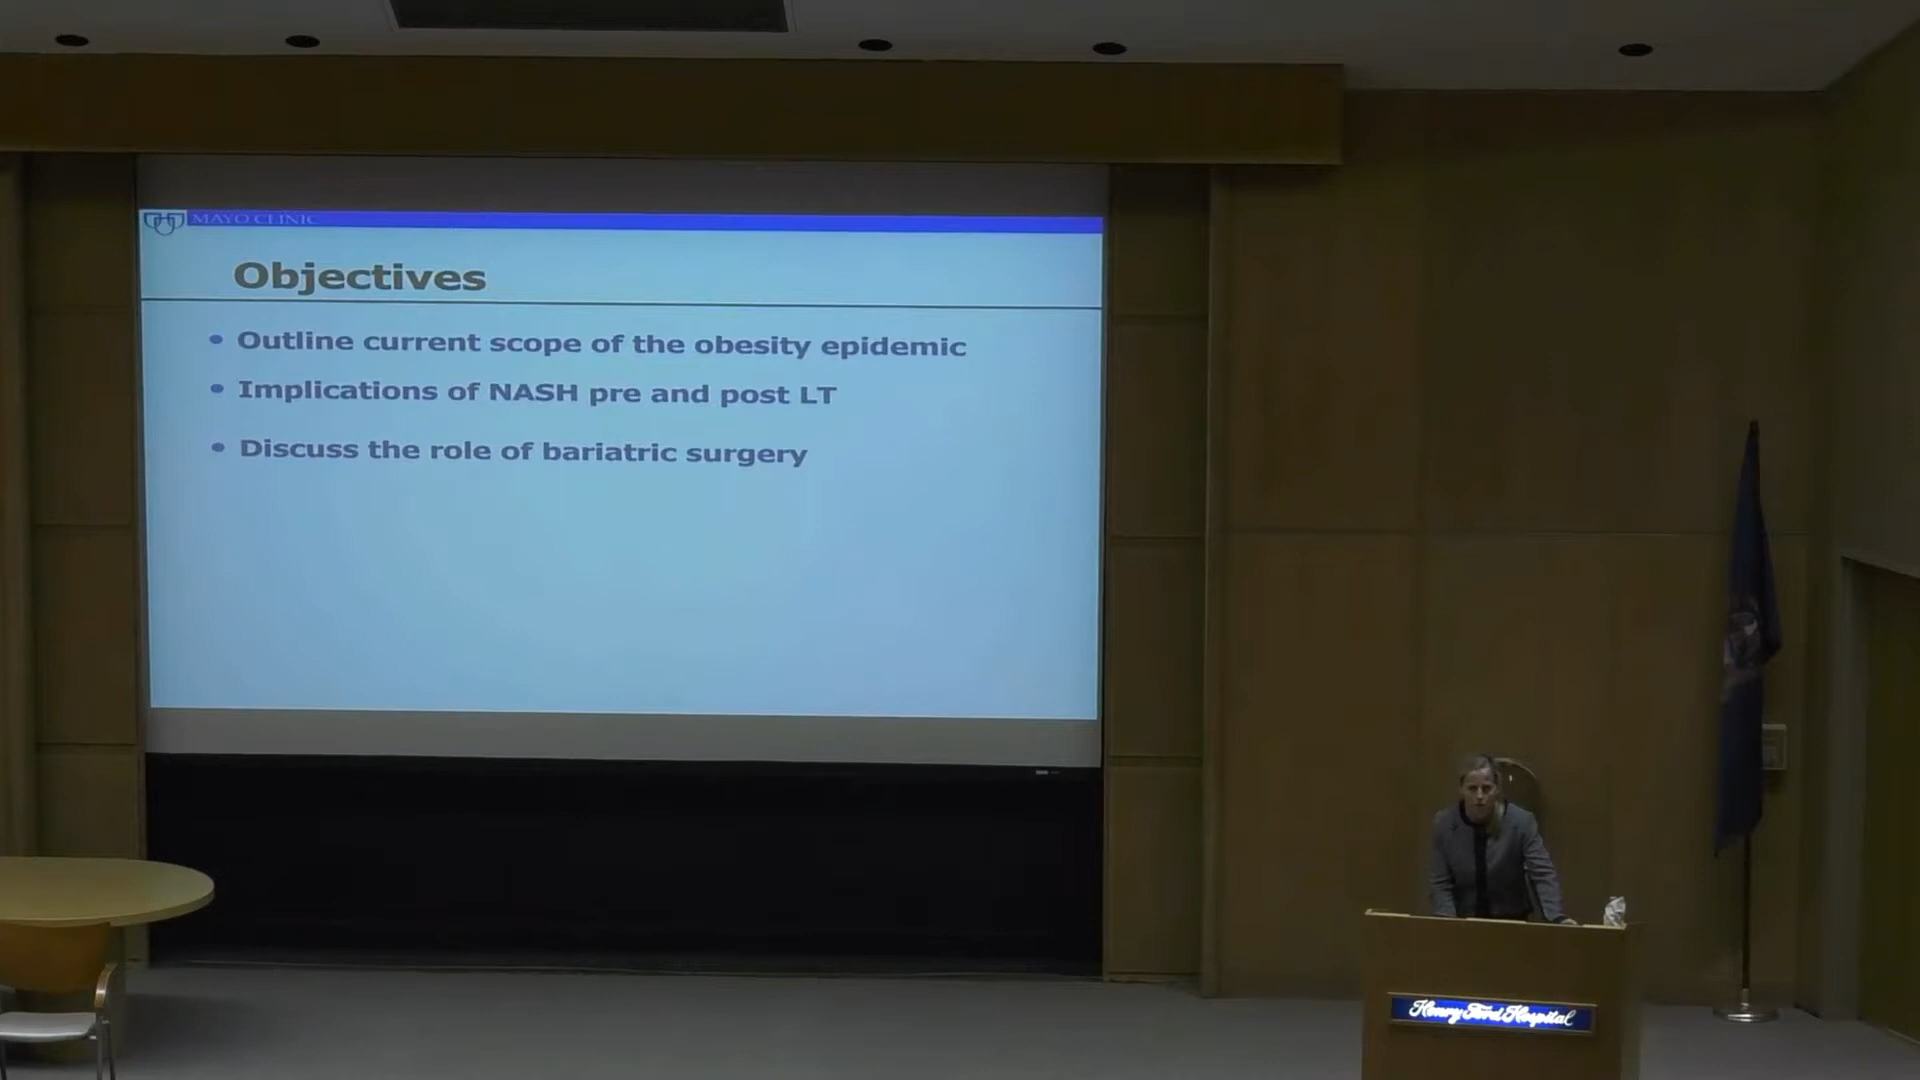 MAYO CLINIC
Objectives
• Outline current scope of the obesity epidemic
• Implications of NASH pre and post LT
• Discuss the role of bariatric surgery
Henry Ford Hospital